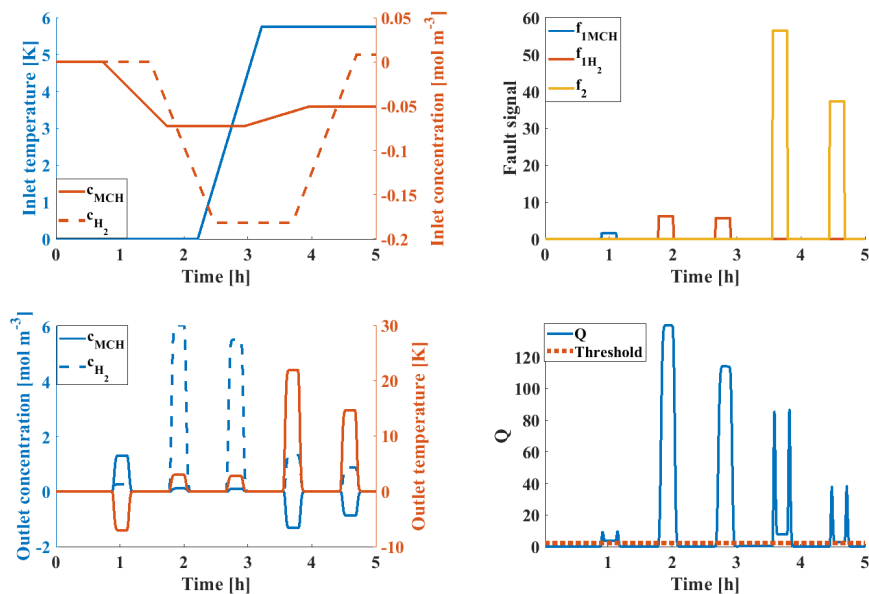 Inlet temperature [K]
6
5
4
3
2
1
0
0.05
0
-0.05
-0.1
-0.15
-0.2
Inlet concentration [mol m⁻³]
c_MCH
c_H₂
0 1 2 3 4 5
Time [h]
Fault signal
60
50
40
30
20
10
0
f_1MCH
f_1H₂
f_2
0 1 2 3 4 5
Time [h]
Outlet concentration [mol m⁻³]
6
4
2
0
-2
30
20
10
0
-10
Outlet temperature [K]
c_MCH
c_H₂
0 1 2 3 4 5
Time [h]
Q
120
100
80
60
40
20
0
Q
Threshold
0 1 2 3 4 5
Time [h]